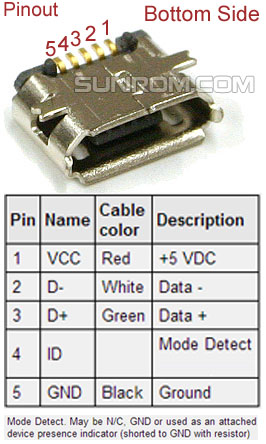 Pinout
Bottom Side
5 4 3 2 1
SUNROM.COM
Pin Name Cable color Description
1 VCC Red +5 VDC
2 D- White Data -
3 D+ Green Data +
4 ID Mode Detect
5 GND Black Ground
Mode Detect. May be N/C, GND or used as an attached
device presence indicator (shorted to GND with resistor)